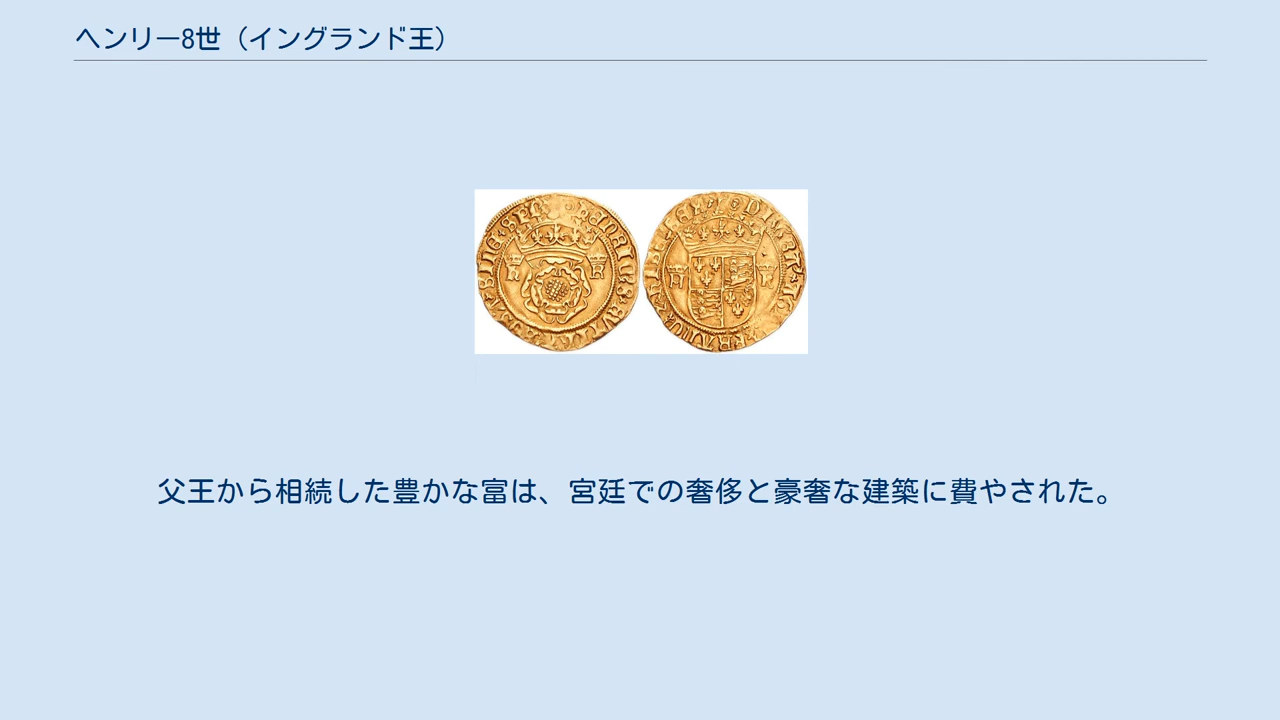 ヘンリー8世（イングランド王）
父王から相続した豊かな富は、宮廷での奢侈と豪奢な建築に費やされた。